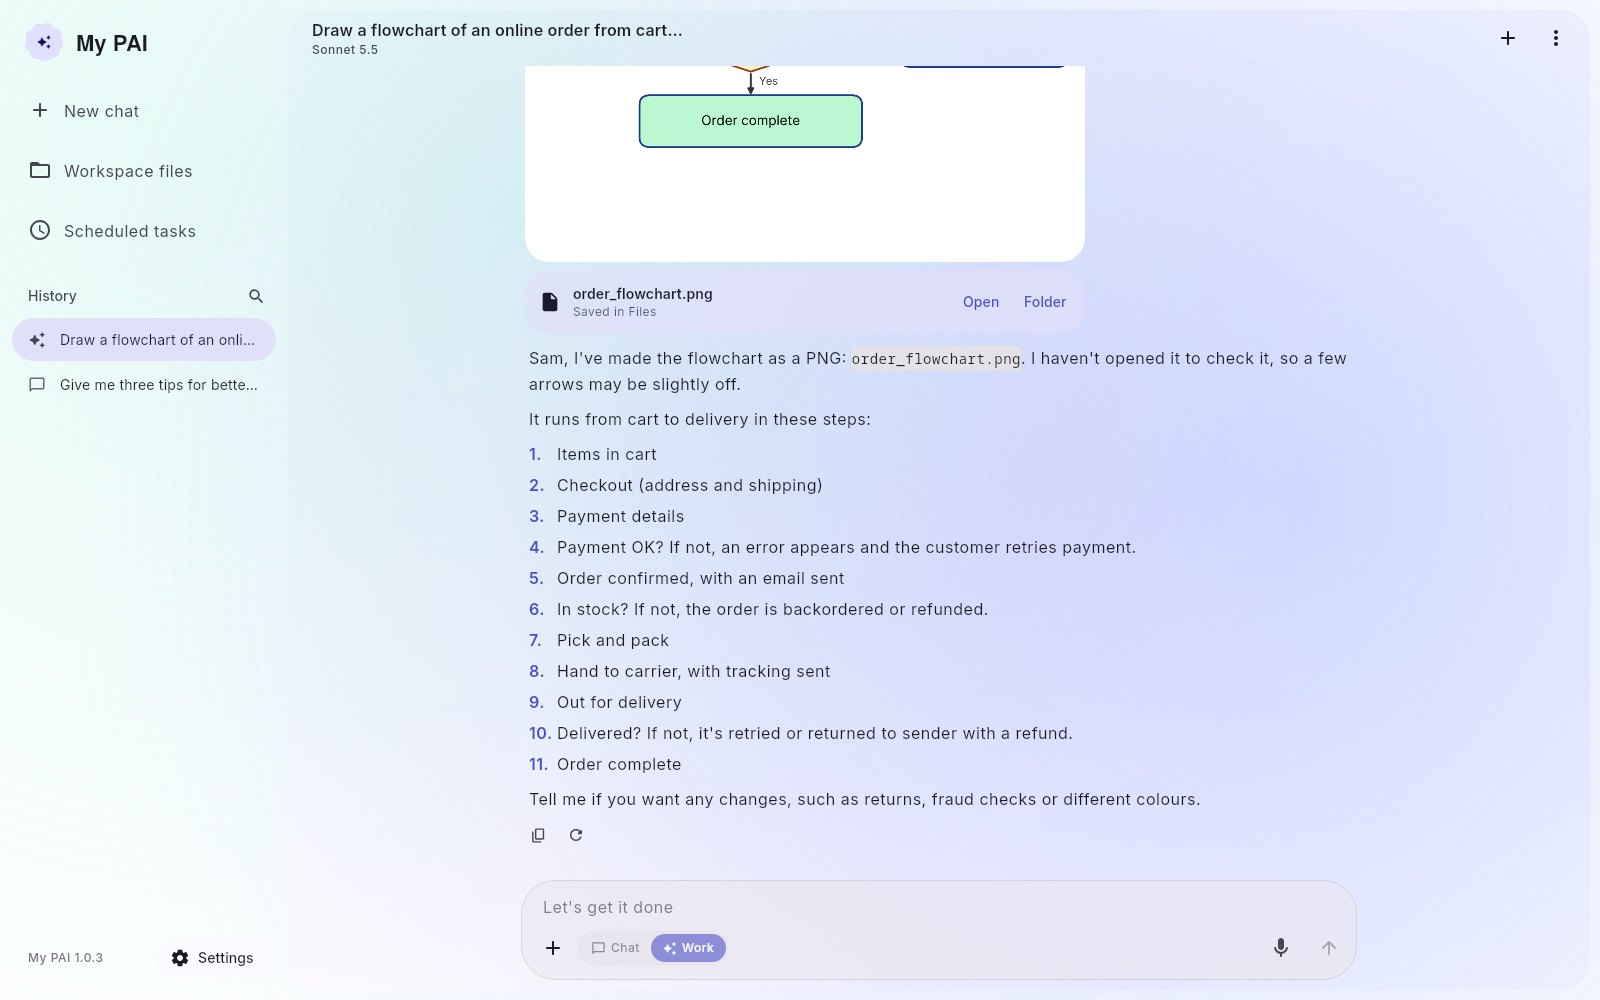 My PAI
New chat
Workspace files
Scheduled tasks
History
Draw a flowchart of an onli...
Give me three tips for bette...
My PAI 1.0.3
Settings
Draw a flowchart of an online order from cart...
Sonnet 5.5
Yes
Order complete
order_flowchart.png
Saved in Files
Open
Folder
Sam, I've made the flowchart as a PNG: order_flowchart.png. I haven't opened it to check it, so a few
arrows may be slightly off.
It runs from cart to delivery in these steps:
1. Items in cart
2. Checkout (address and shipping)
3. Payment details
4. Payment OK? If not, an error appears and the customer retries payment.
5. Order confirmed, with an email sent
6. In stock? If not, the order is backordered or refunded.
7. Pick and pack
8. Hand to carrier, with tracking sent
9. Out for delivery
10. Delivered? If not, it's retried or returned to sender with a refund.
11. Order complete
Tell me if you want any changes, such as returns, fraud checks or different colours.
Let's get it done
Chat
Work